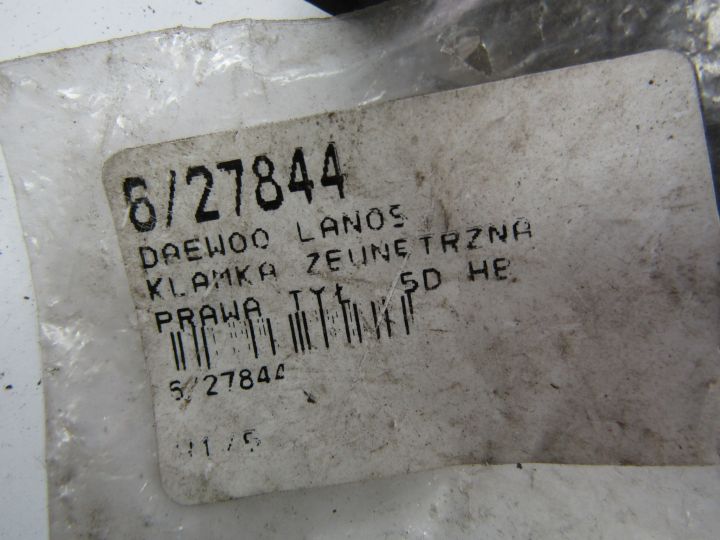 6/27844
DAEWOO LANOS
KLAMKA ZEWNETRZNA
PRAWA TYŁ 5D HB
6/27844